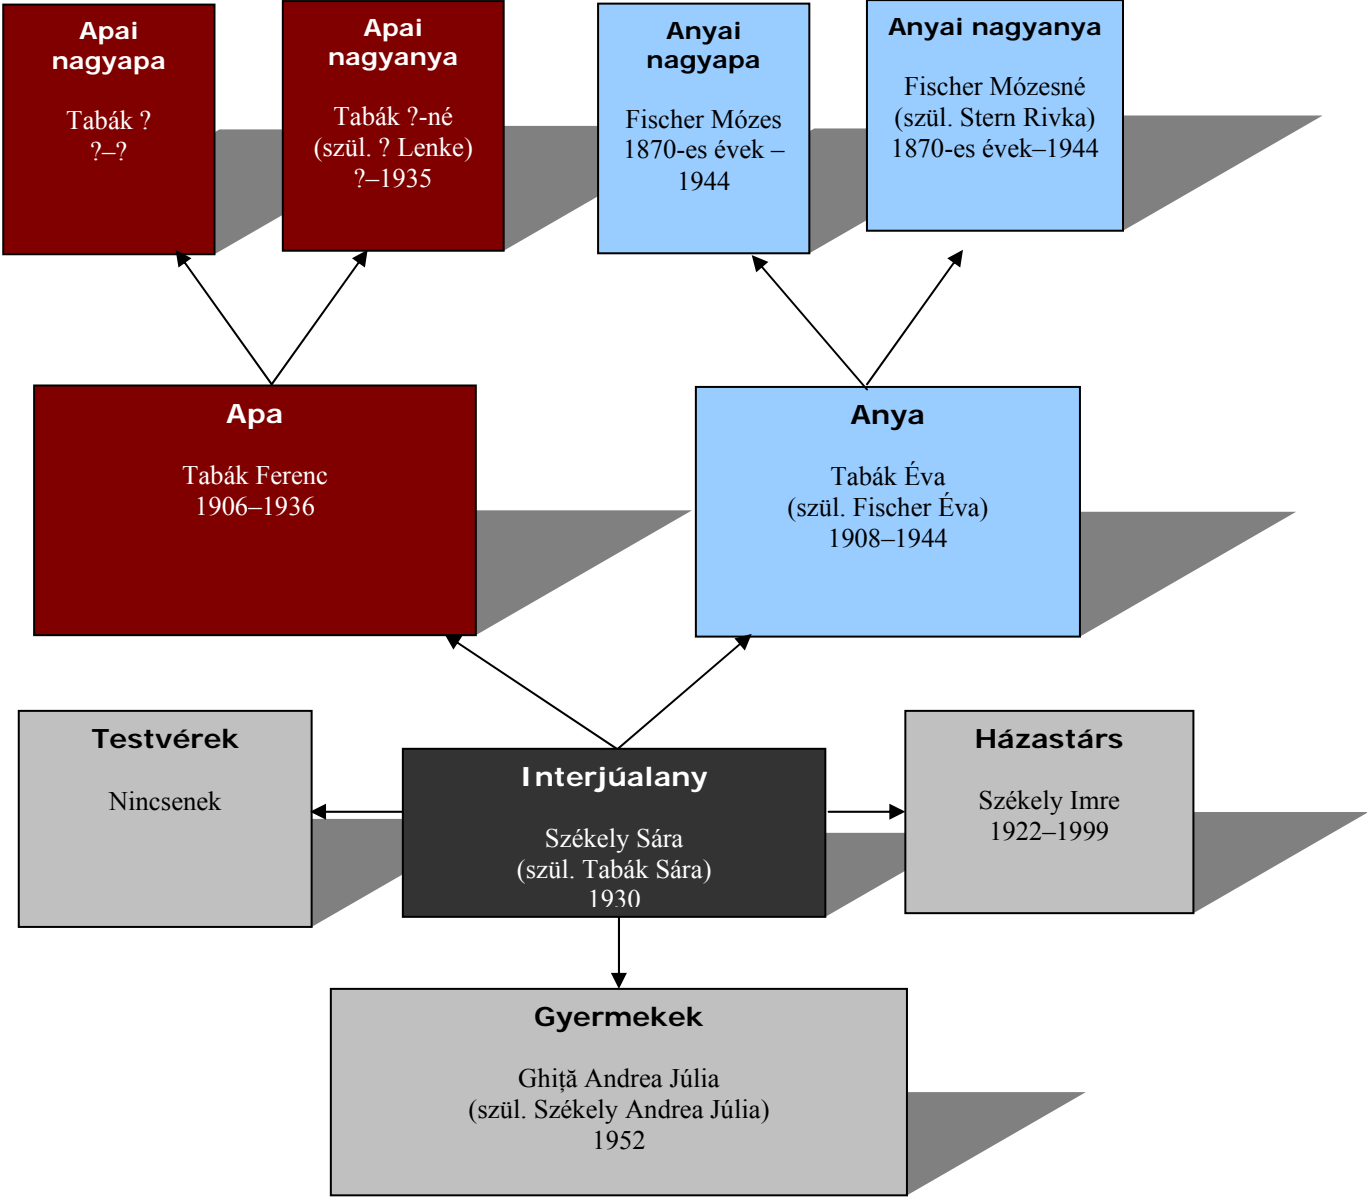 Apai
nagyapa
Tabák ?
?–?
Apai
nagyanya
Tabák ?-né
(szül. ? Lenke)
?–1935
Anyai
nagyapa
Fischer Mózes
1870-es évek –
1944
Anyai nagyanya
Fischer Mózesné
(szül. Stern Rivka)
1870-es évek–1944
Apa
Tabák Ferenc
1906–1936
Anya
Tabák Éva
(szül. Fischer Éva)
1908–1944
Testvérek
Nincsenek
Interjúalany
Székely Sára
(szül. Tabák Sára)
1930
Házastárs
Székely Imre
1922–1999
Gyermekek
Ghiță Andrea Júlia
(szül. Székely Andrea Júlia)
1952